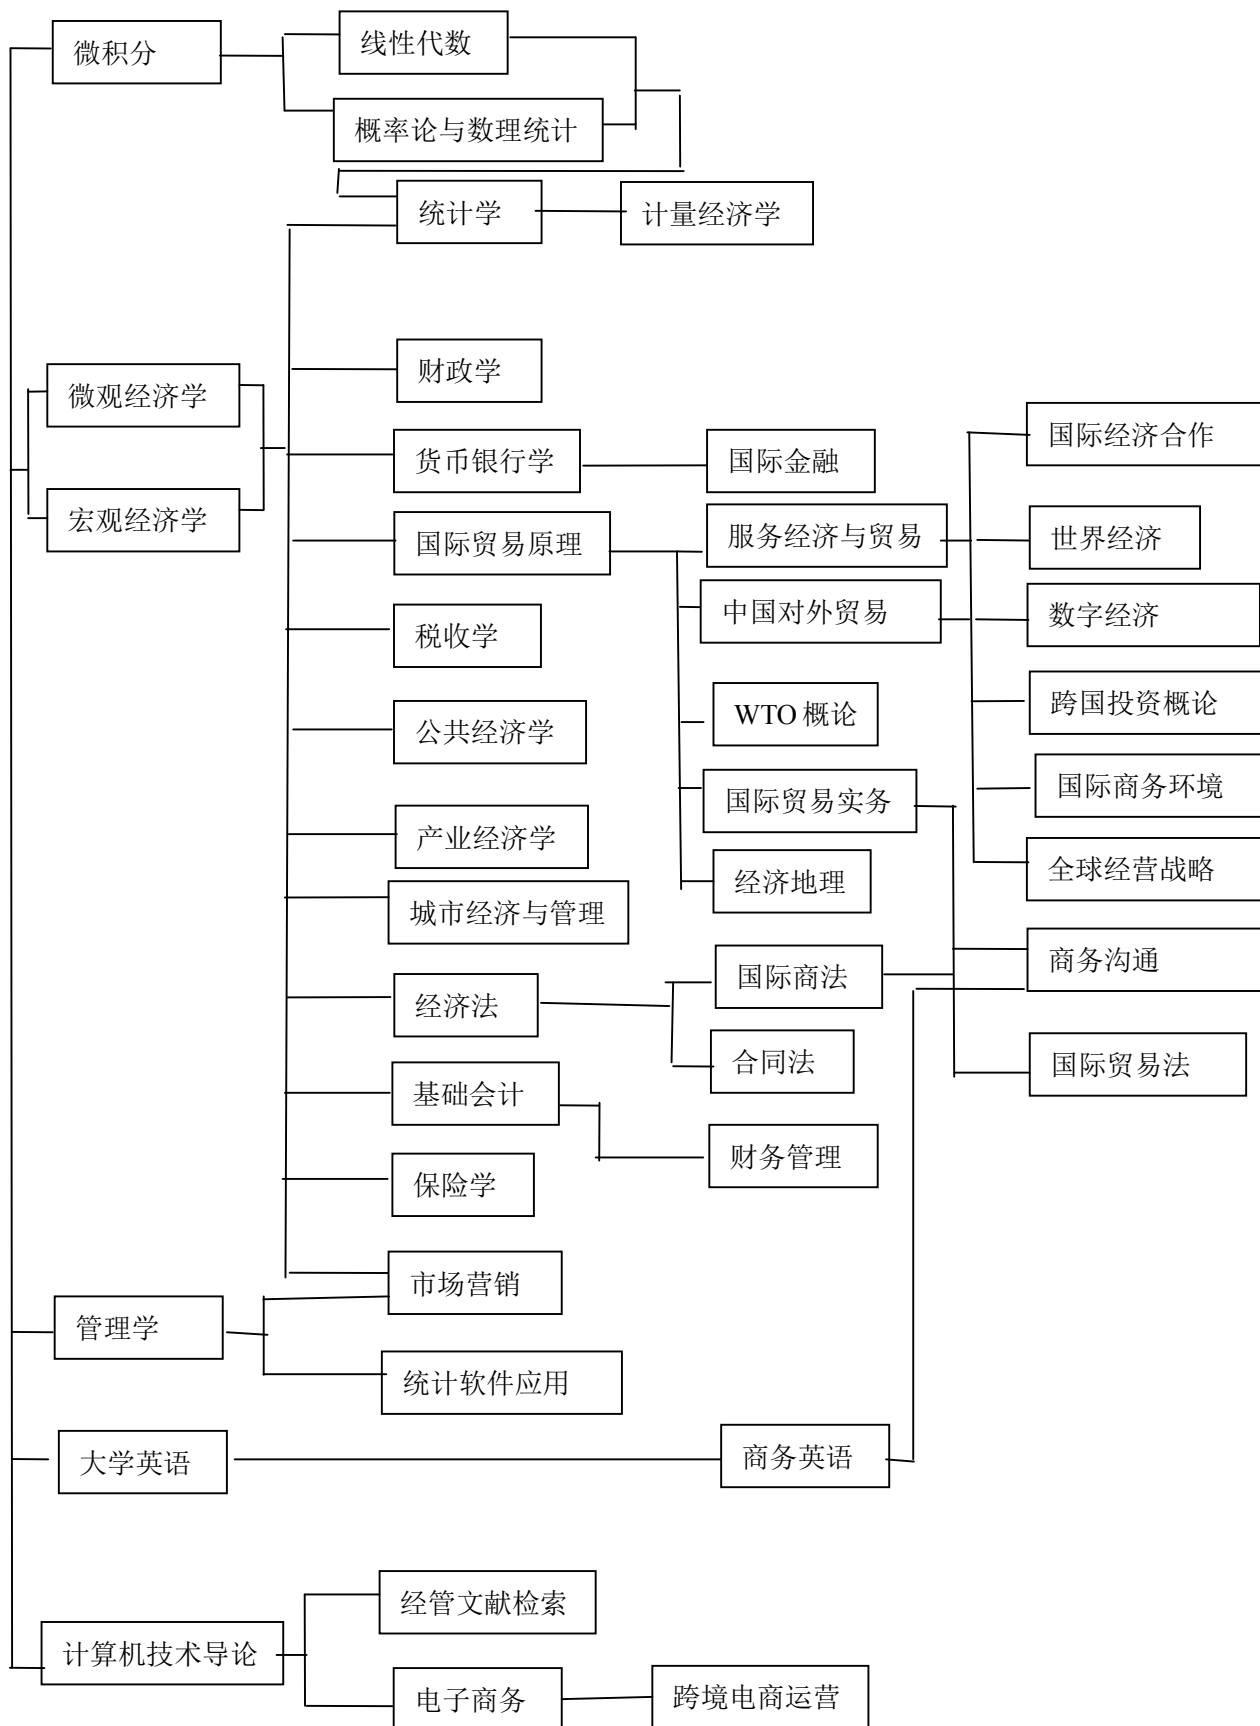 微积分
线性代数
概率论与数理统计
统计学
计量经济学
财政学
微观经济学
宏观经济学
货币银行学
国际金融
国际经济合作
国际贸易原理
服务经济与贸易
世界经济
中国对外贸易
数字经济
税收学
公共经济学
WTO 概论
跨国投资概论
国际贸易实务
国际商务环境
产业经济学
经济地理
全球经营战略
城市经济与管理
经济法
国际商法
商务沟通
合同法
国际贸易法
基础会计
财务管理
保险学
市场营销
管理学
统计软件应用
大学英语
商务英语
经管文献检索
计算机技术导论
电子商务
跨境电商运营